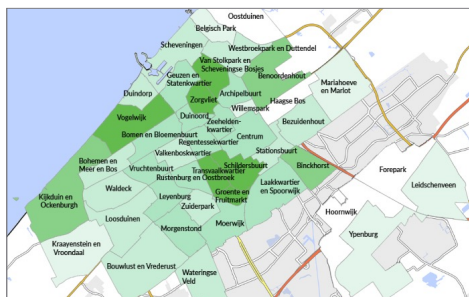 Oostduinen
Belgisch Park
Scheveningen
Westbroekpark en Duttendel
Van Stolkpark en
Scheveningse Bosjes
Geuzen en
Statenkwartier
Benoordenhout
Mariahoeve
en Marlot
Duindorp
Zorgvliet
Archipelbuurt
Haagse Bos
Willemspark
Vogelwijk
Duinoord
Zeehelden-
kwartier
Bezuidenhout
Bomen en Bloemenbuurt
Regentessekwartier
Centrum
Valkenboskwartier
Stationsbuurt
Bohemen en
Meer en Bos
Vruchtenbuurt
Schildersbuurt
Binckhorst
Transvaalkwartier
Rustenburg en Oostbroek
Forepark
Waldeck
Laakkwartier
en Spoorwijk
Leidschenveen
Kijkduin en
Ockenburgh
Leyenburg
Groente en
Fruitmarkt
Zuiderpark
Loosduinen
Hoornwijk
Moerwijk
Morgenstond
Ypenburg
Kraayenstein en
Vroondaal
Bouwlust en Vrederust
Wateringse
Veld